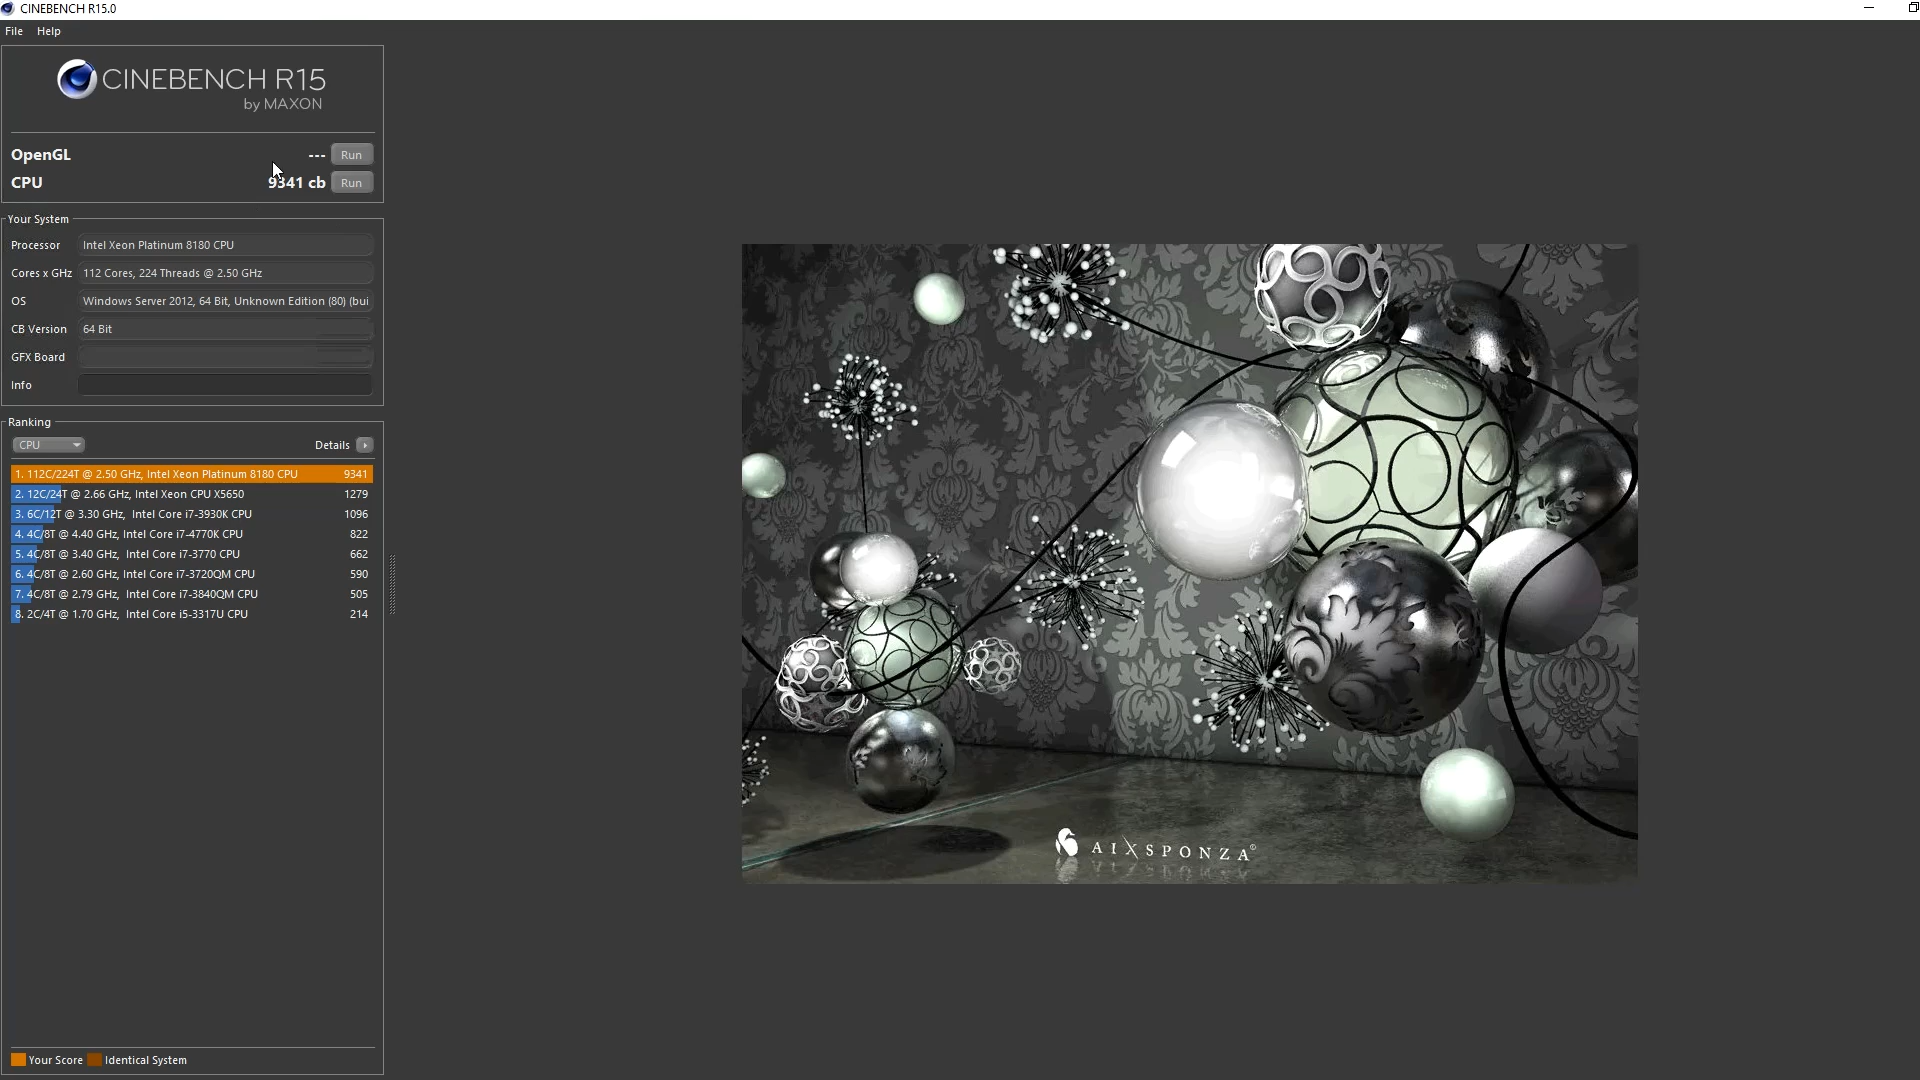 CINEBENCH R15.0
File Help
CINEBENCH R15
by MAXON
OpenGL --- Run
CPU 9341 cb Run
Your System
Processor Intel Xeon Platinum 8180 CPU
Cores x GHz 112 Cores, 224 Threads @ 2.50 GHz
OS Windows Server 2012, 64 Bit, Unknown Edition (80) (bui
CB Version 64 Bit
GFX Board
Info
Ranking
CPU Details
1. 112C/224T @ 2.50 GHz, Intel Xeon Platinum 8180 CPU 9341
2. 12C/24T @ 2.66 GHz, Intel Xeon CPU X5650 1279
3. 6C/12T @ 3.30 GHz, Intel Core i7-3930K CPU 1096
4. 4C/8T @ 4.40 GHz, Intel Core i7-4770K CPU 822
5. 4C/8T @ 3.40 GHz, Intel Core i7-3770 CPU 662
6. 4C/8T @ 2.60 GHz, Intel Core i7-3720QM CPU 590
7. 4C/8T @ 2.79 GHz, Intel Core i7-3840QM CPU 505
8. 2C/4T @ 1.70 GHz, Intel Core i5-3317U CPU 214
AIXSPONZA®
Your Score Identical System